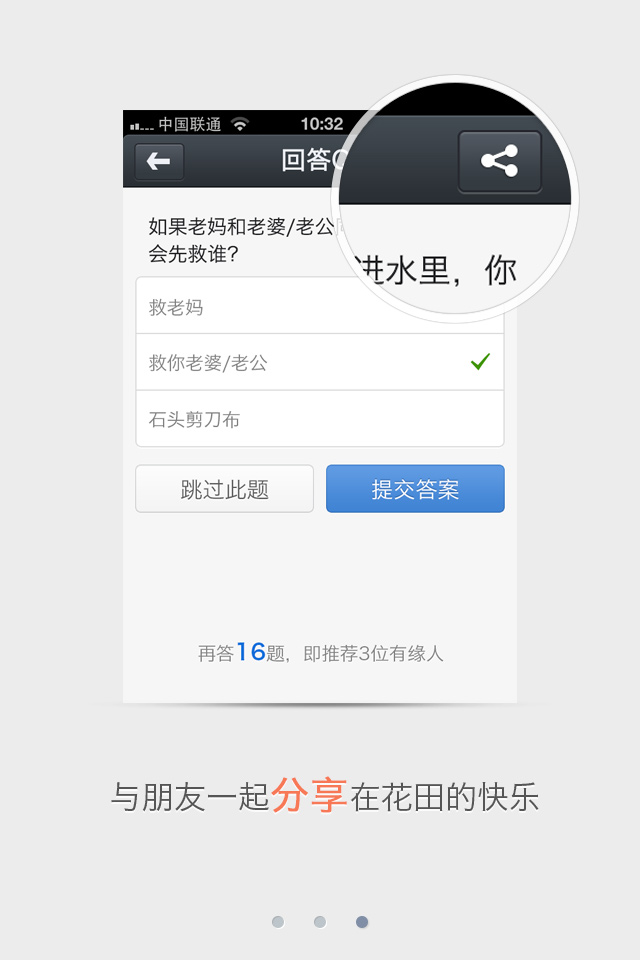 中国联通 10:32
回答
如果老妈和老婆/老公
进水里，你
会先救谁？
救老妈
救你老婆/老公
石头剪刀布
跳过此题 提交答案
再答16题，即推荐3位有缘人
与朋友一起分享在花田的快乐